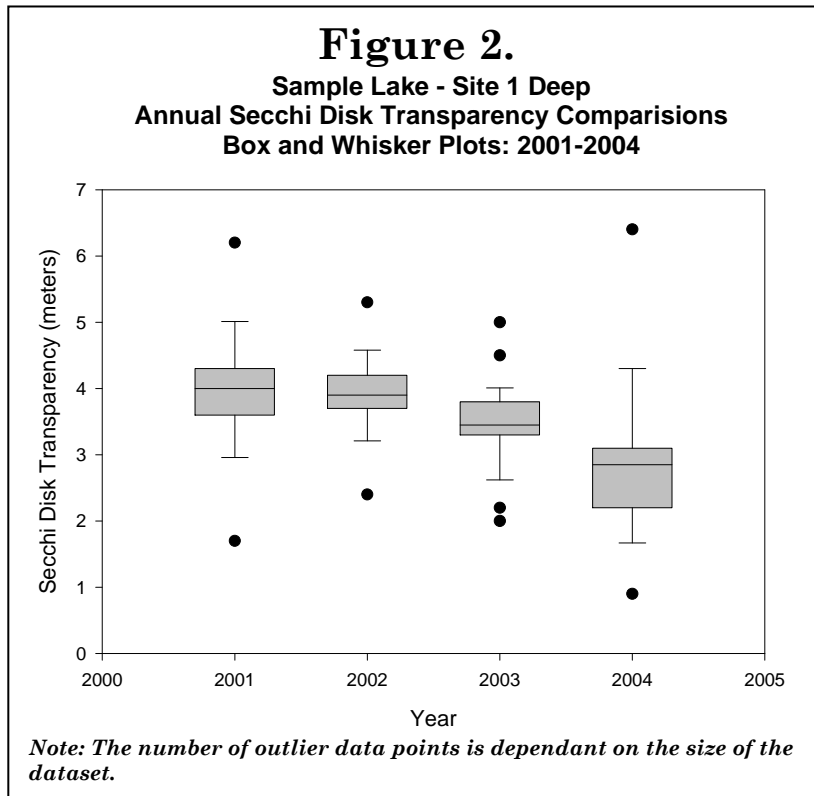 Figure 2.
Sample Lake - Site 1 Deep
Annual Secchi Disk Transparency Comparisions
Box and Whisker Plots: 2001-2004
7
6
5
4
3
2
1
0
Secchi Disk Transparency (meters)
2000 2001 2002 2003 2004 2005
Year
Note: The number of outlier data points is dependant on the size of the
dataset.